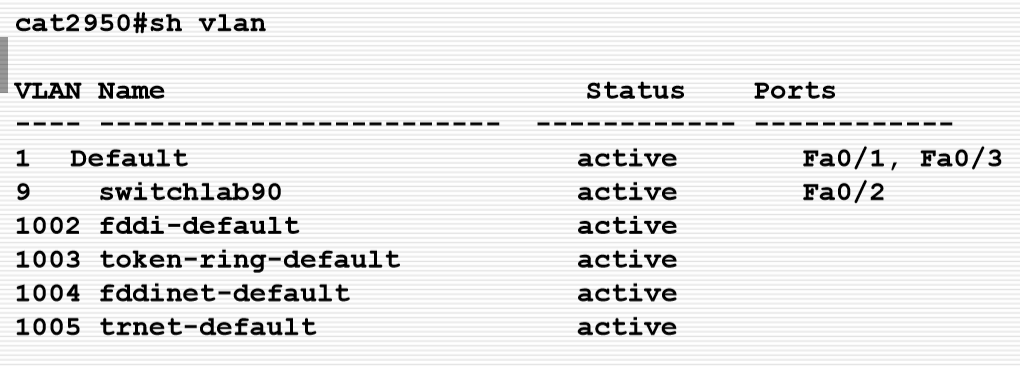 cat2950#sh vlan
VLAN Name Status Ports
---- ------------------------ ------------ ------------
1 Default active Fa0/1, Fa0/3
9 switchlab90 active Fa0/2
1002 fddi-default active
1003 token-ring-default active
1004 fddinet-default active
1005 trnet-default active